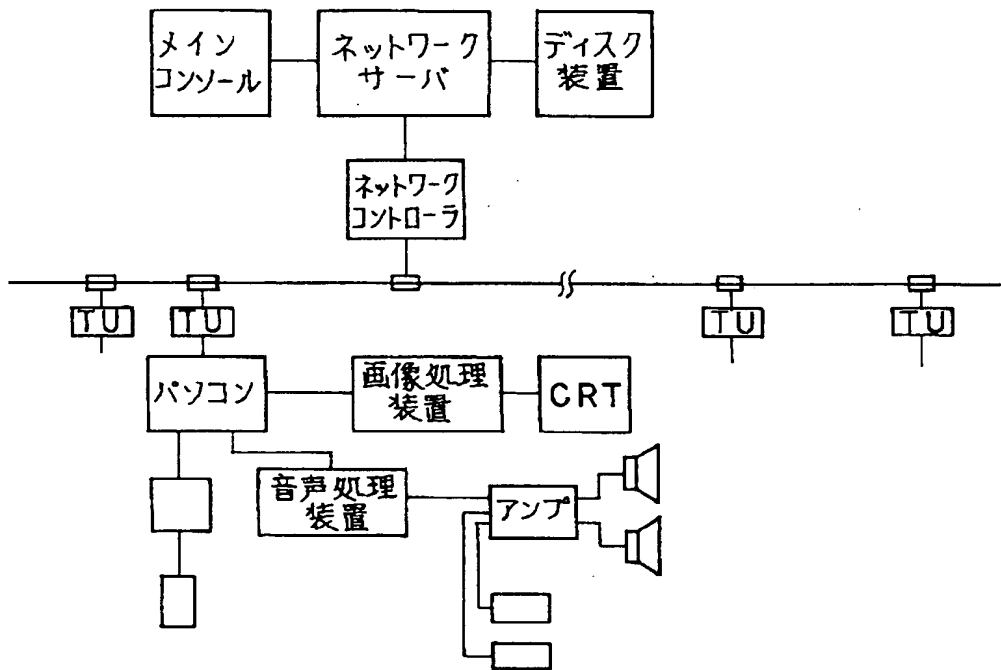 メイン
コンソール
ネットワーク
サーバ
ディスク
装置
ネットワーク
コントローラ
TU
TU
TU
TU
パソコン
画像処理
装置
CRT
音声処理
装置
アンプ